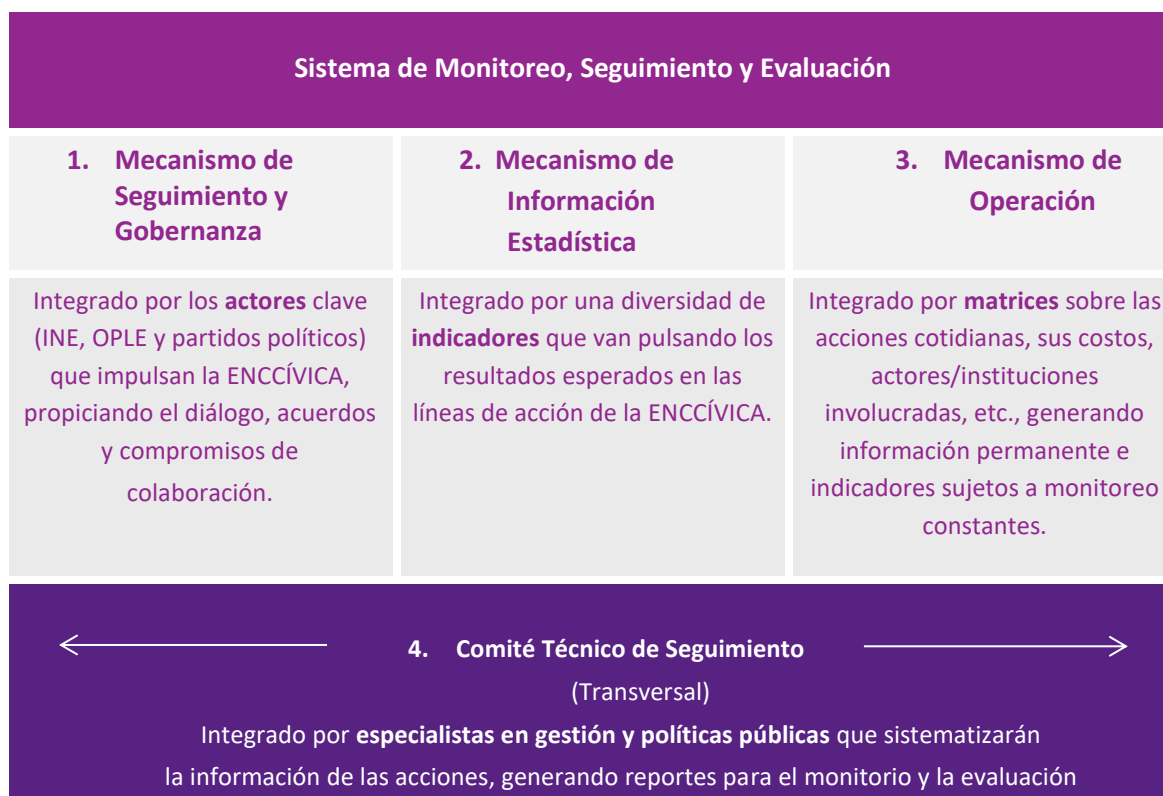 Sistema de Monitoreo, Seguimiento y Evaluación
1. Mecanismo de
Seguimiento y
Gobernanza
2. Mecanismo de
Información
Estadística
3. Mecanismo de
Operación
Integrado por los actores clave
(INE, OPLE y partidos políticos)
que impulsan la ENCCÍVICA,
propiciando el diálogo, acuerdos
y compromisos de
colaboración.
Integrado por una diversidad de
indicadores que van pulsando los
resultados esperados en las
líneas de acción de la ENCCÍVICA.
Integrado por matrices sobre las
acciones cotidianas, sus costos,
actores/instituciones
involucradas, etc., generando
información permanente e
indicadores sujetos a monitoreo
constantes.
4. Comité Técnico de Seguimiento
(Transversal)
Integrado por especialistas en gestión y políticas públicas que sistematizarán
la información de las acciones, generando reportes para el monitorio y la evaluación